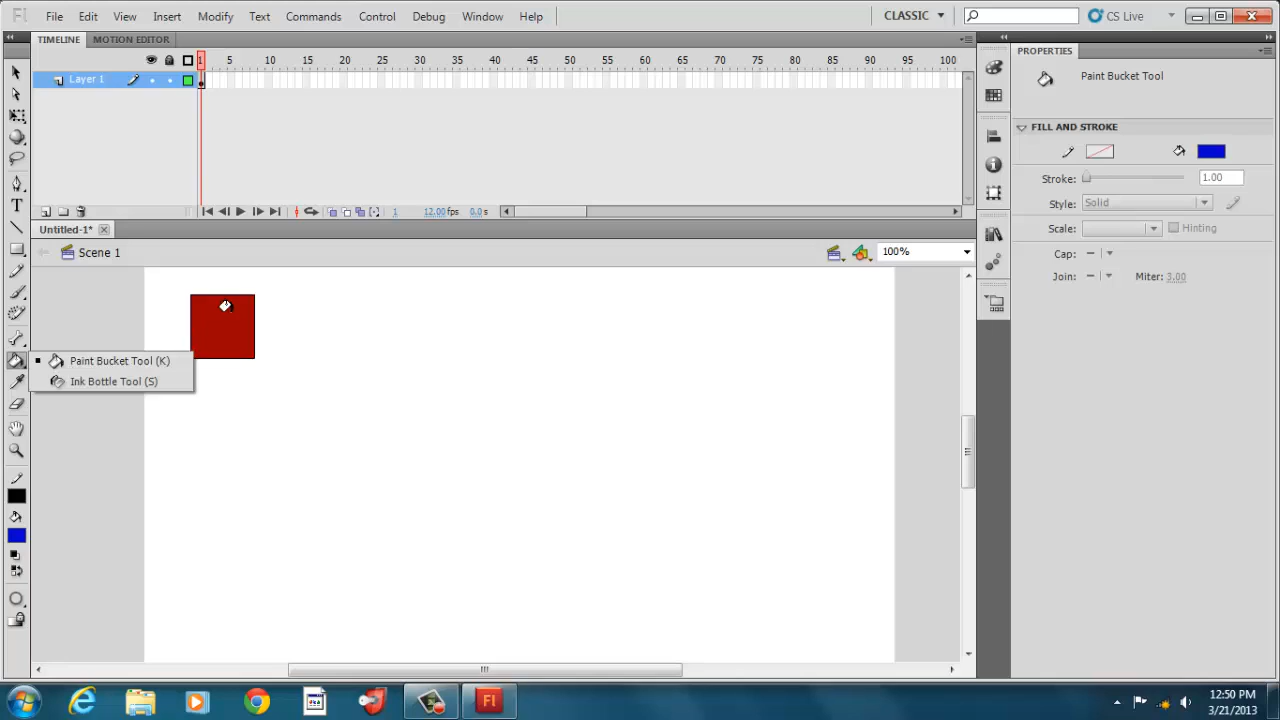 Fl File Edit View Insert Modify Text Commands Control Debug Window Help CLASSIC CS Live
TIMELINE MOTION EDITOR
1 5 10 15 20 25 30 35 40 45 50 55 60 65 70 75 80 85 90 95 100
Layer 1
1 12.00 fps 0.0 s
Untitled-1*
Scene 1 100%
Paint Bucket Tool (K)
Ink Bottle Tool (S)
PROPERTIES
Paint Bucket Tool
FILL AND STROKE
Stroke: 1.00
Style: Solid
Scale: Hinting
Cap:
Join: Miter: 3.00
Fl
12:50 PM
3/21/2013